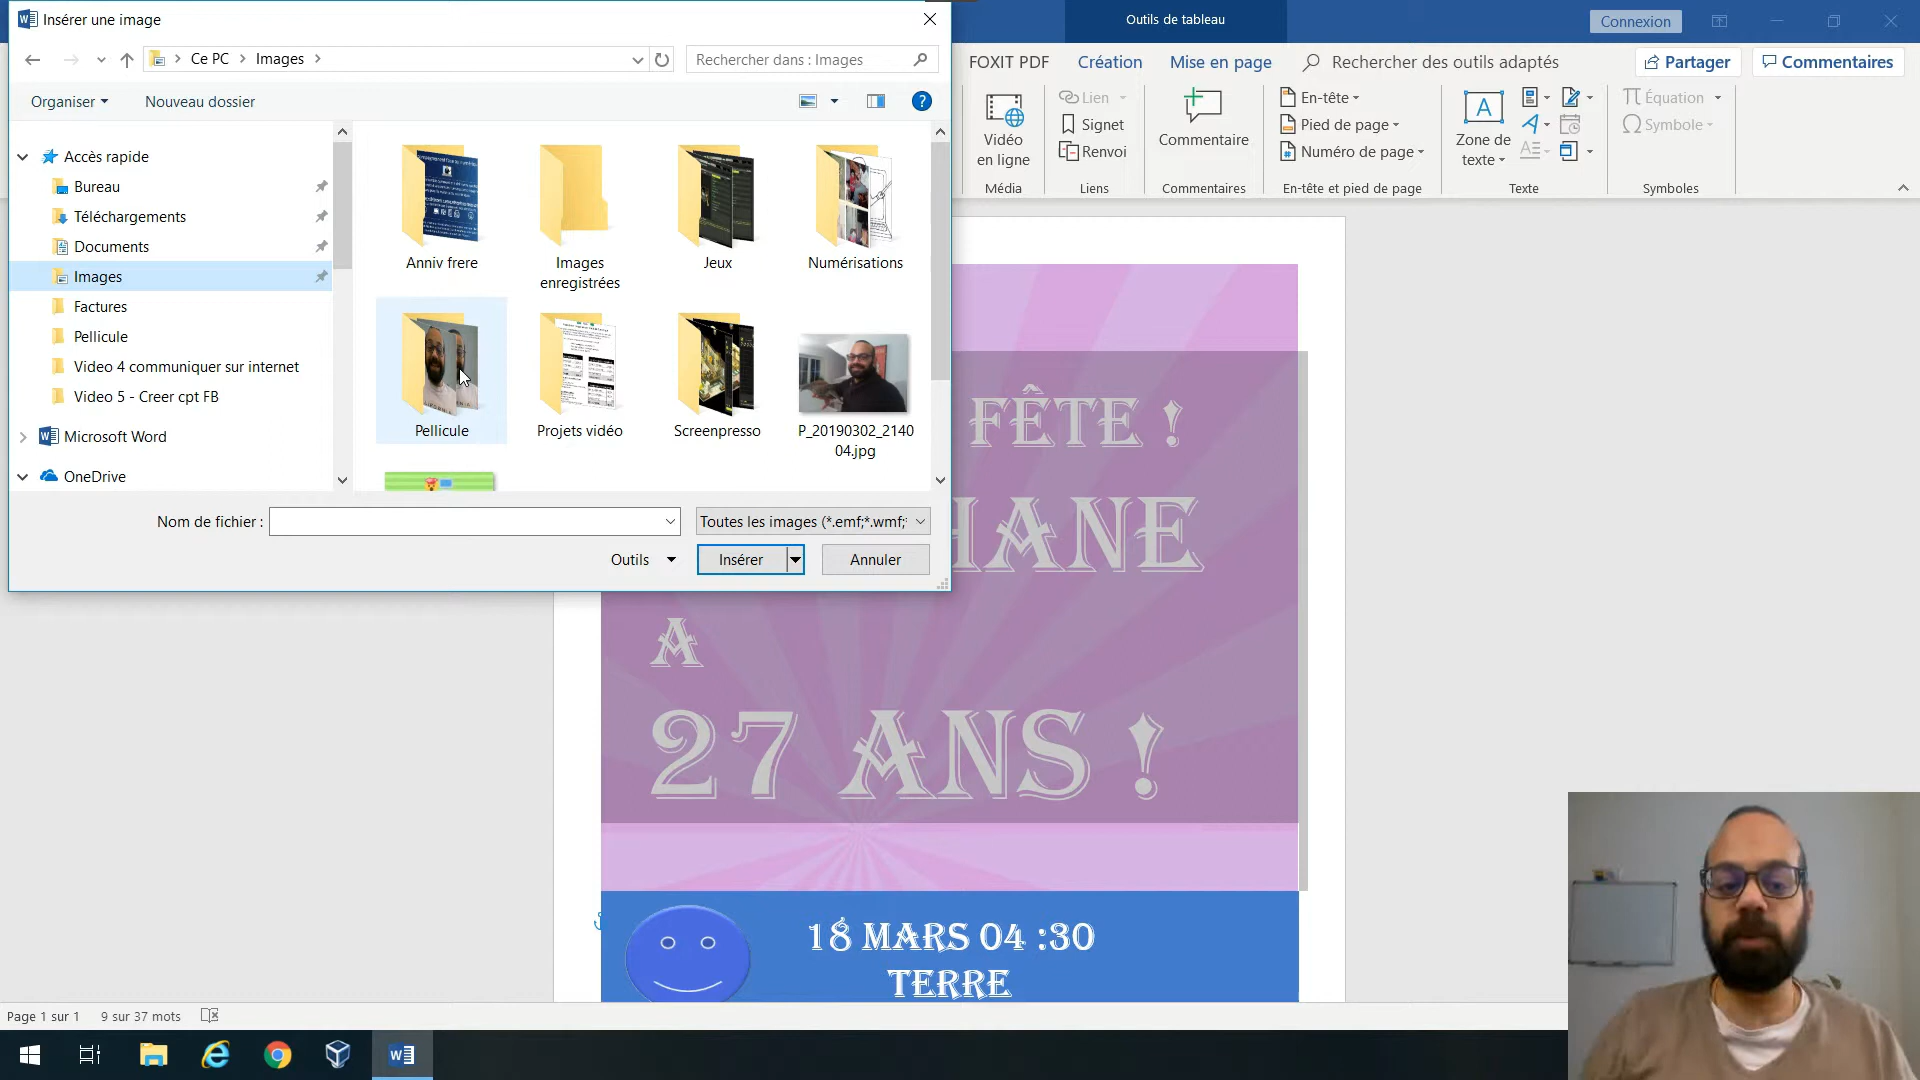 Insérer une image
Outils de tableau
Connexion
Ce PC
Images
Rechercher dans : Images
FOXIT PDF
Création
Mise en page
Rechercher des outils adaptés
Partager
Commentaires
Organiser
Nouveau dossier
Accès rapide
Bureau
Téléchargements
Documents
Images
Factures
Pellicule
Video 4 communiquer sur internet
Video 5 - Creer cpt FB
Microsoft Word
OneDrive
Anniv frere
Images
enregistrées
Jeux
Numérisations
Pellicule
Projets vidéo
Screenpresso
P_20190302_2140
04.jpg
Nom de fichier :
Toutes les images (*.emf;*.wmf;
Outils
Insérer
Annuler
Vidéo
en ligne
Média
Lien
Signet
Renvoi
Liens
Commentaire
Commentaires
En-tête
Pied de page
Numéro de page
En-tête et pied de page
Zone de
texte
Texte
Équation
Symbole
Symboles
FÊTE !
HANE
A
27 ANS !
18 MARS 04 :30
TERRE
Page 1 sur 1
9 sur 37 mots